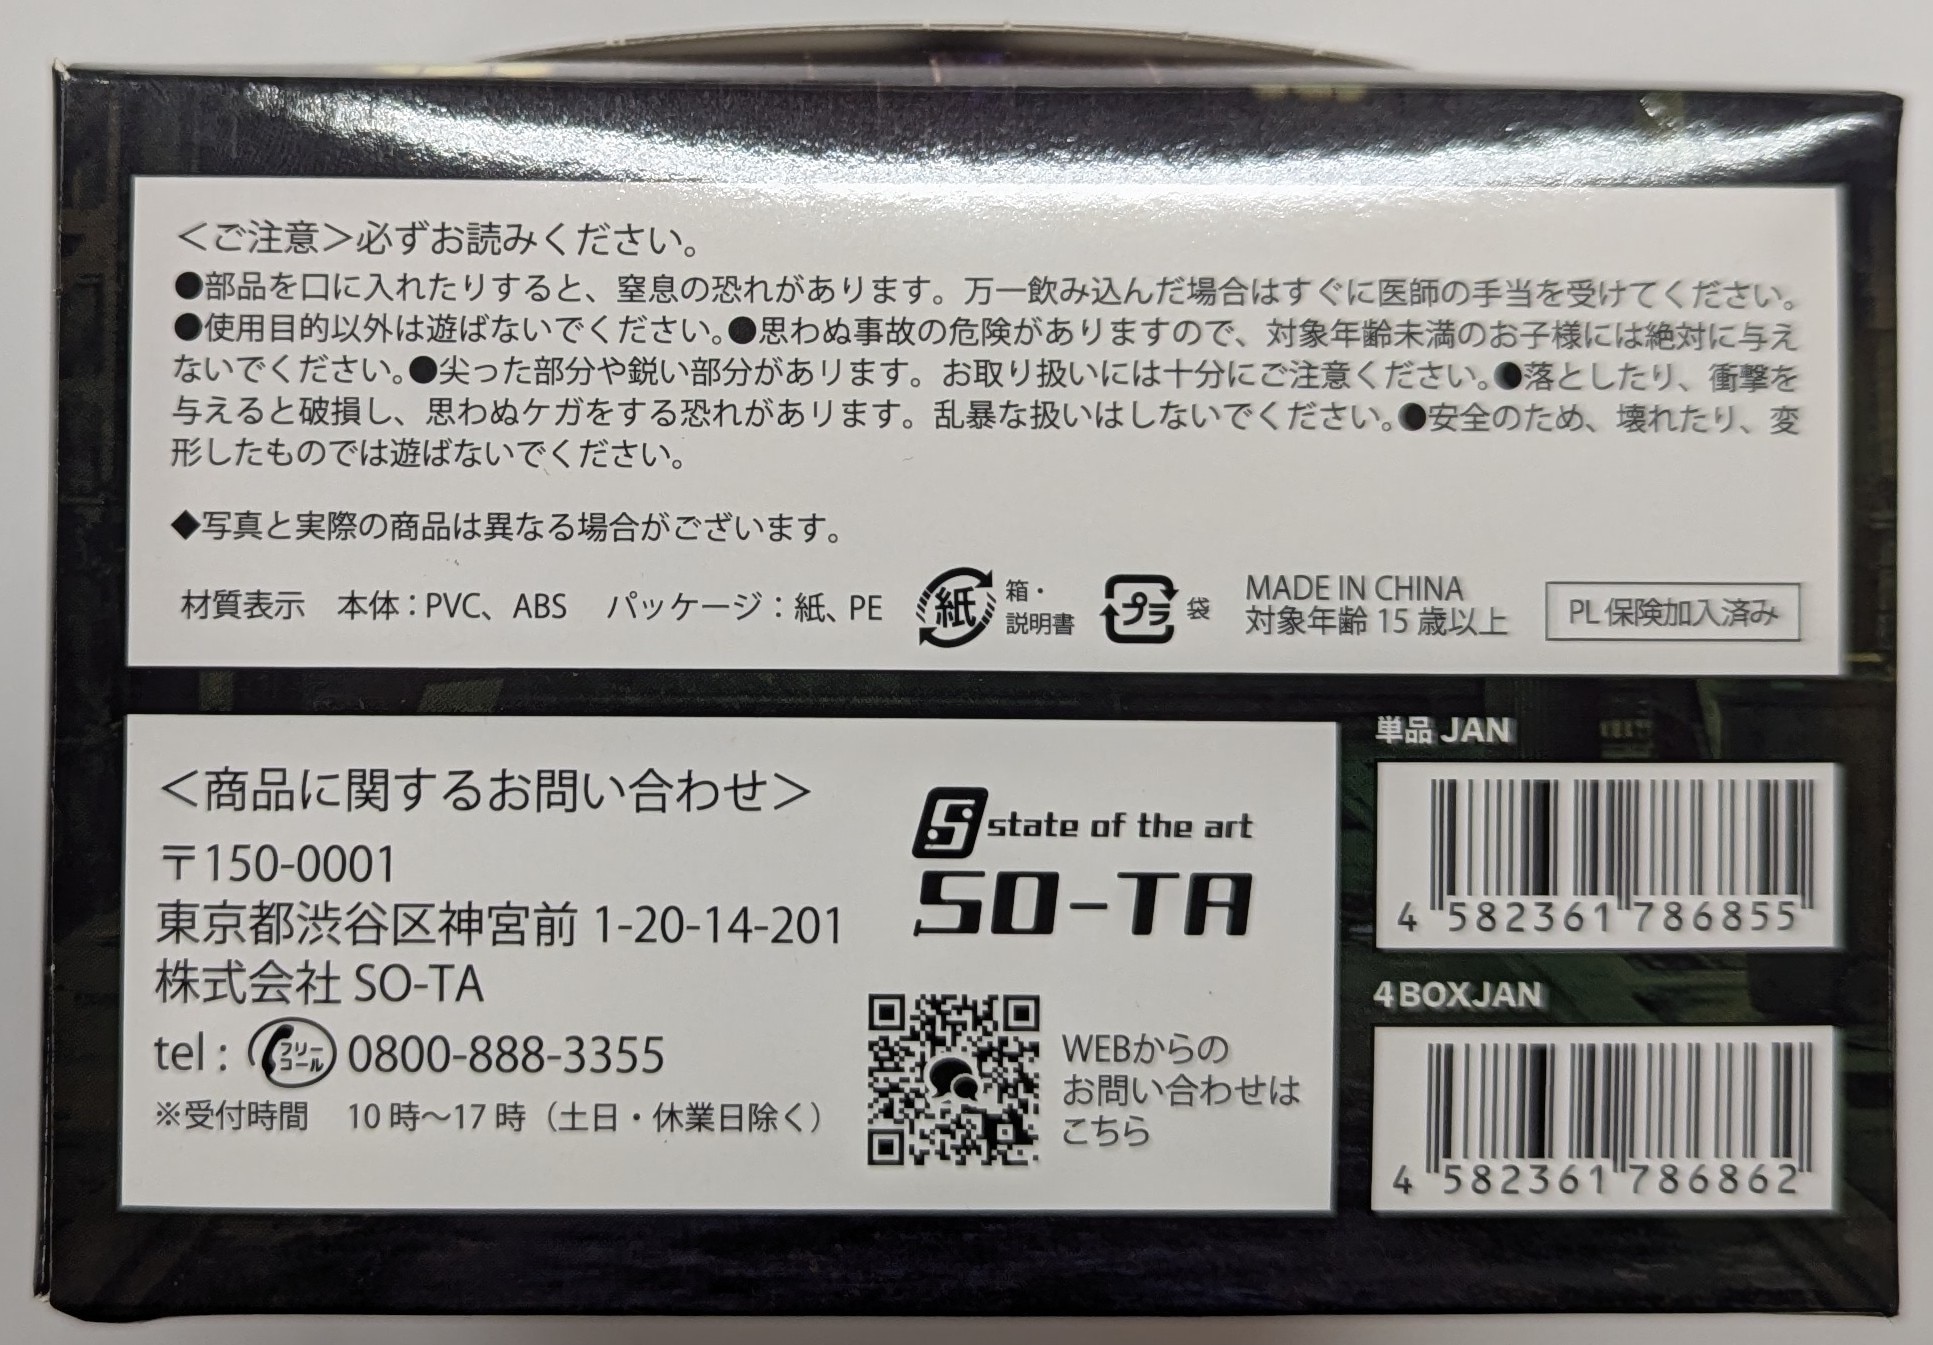 ＜ご注意＞必ずお読みください。
●部品を口に入れたりすると、窒息の恐れがあります。万一飲み込んだ場合はすぐに医師の手当を受けてください。
●使用目的以外は遊ばないでください。●思わぬ事故の危険がありますので、対象年齢未満のお子様には絶対に与え
ないでください。●尖った部分や鋭い部分があります。お取り扱いには十分にご注意ください。●落としたり、衝撃を
与えると破損し、思わぬケガをする恐れがあります。乱暴な扱いはしないでください。●安全のため、壊れたり、変
形したものでは遊ばないでください。
◆写真と実際の商品は異なる場合がございます。
材質表示　本体：PVC、ABS　パッケージ：紙、PE
紙
箱・
説明書
プラ
袋
MADE IN CHINA
対象年齢 15 歳以上
PL 保険加入済み
＜商品に関するお問い合わせ＞
〒150-0001
東京都渋谷区神宮前 1-20-14-201
株式会社 SO-TA
tel : フリーコール 0800-888-3355
※受付時間　10 時～17 時（土日・休業日除く）
S state of the art
SO-TA
WEBからの
お問い合わせは
こちら
単品 JAN
4 582361 786855
4 BOX JAN
4 582361 786862